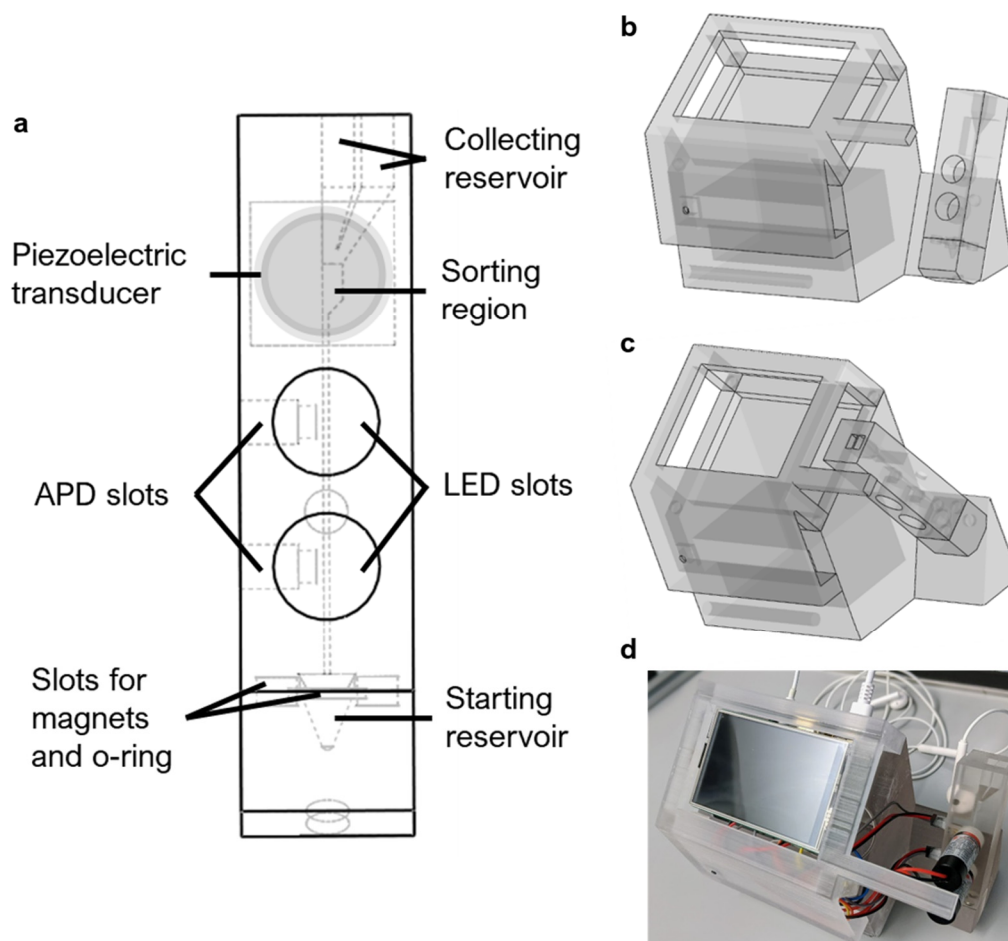 a
Collecting
reservoir
Piezoelectric
transducer
Sorting
region
APD slots
LED slots
Slots for
magnets
and o-ring
Starting
reservoir
b
c
d